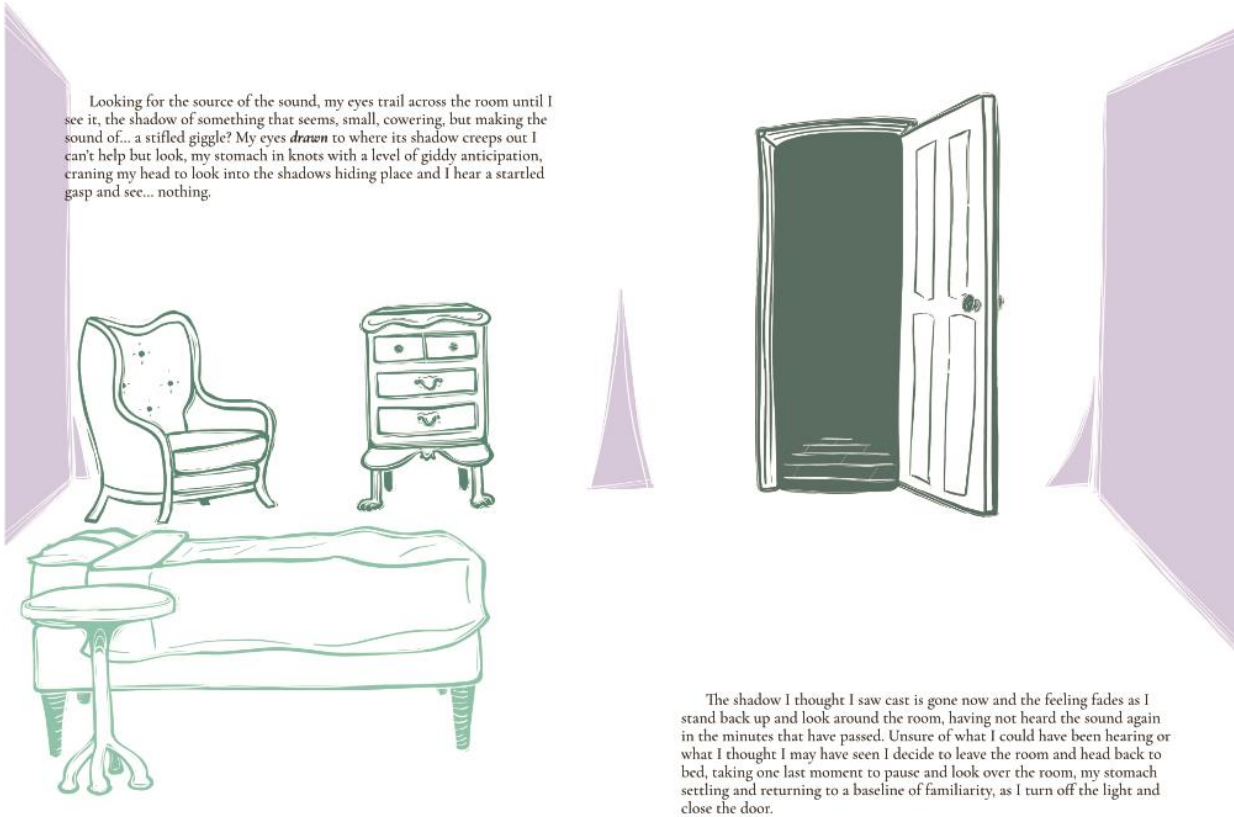 Looking for the source of the sound, my eyes trail across the room until I
see it, the shadow of something that seems, small, cowering, but making the
sound of... a stifled giggle? My eyes drawn to where its shadow creeps out I
can't help but look, my stomach in knots with a level of giddy anticipation,
craning my head to look into the shadows hiding place and I hear a startled
gasp and see... nothing.
The shadow I thought I saw cast is gone now and the feeling fades as I
stand back up and look around the room, having not heard the sound again
in the minutes that have passed. Unsure of what I could have been hearing or
what I thought I may have seen I decide to leave the room and head back to
bed, taking one last moment to pause and look over the room, my stomach
settling and returning to a baseline of familiarity, as I turn off the light and
close the door.